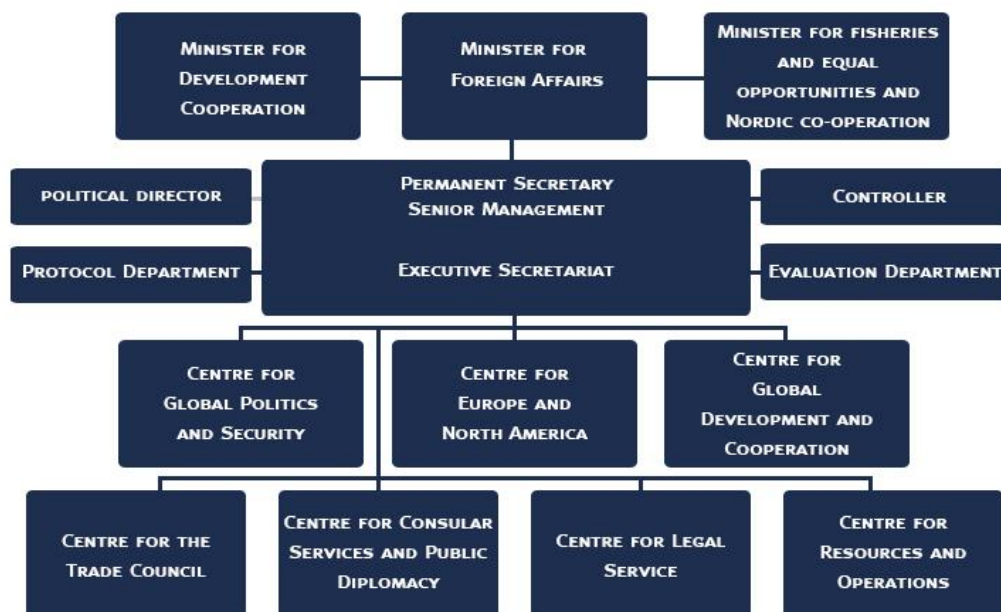 Minister for
Development
Cooperation
Minister for
Foreign Affairs
Minister for fisheries
and equal
opportunities and
Nordic co-operation
political director
Permanent Secretary
Senior Management
Controller
Protocol Department
Executive Secretariat
Evaluation Department
Centre for
Global Politics
and Security
Centre for
Europe and
North America
Centre for
Global
Development and
Cooperation
Centre for the
Trade Council
Centre for Consular
Services and Public
Diplomacy
Centre for Legal
Service
Centre for
Resources and
Operations